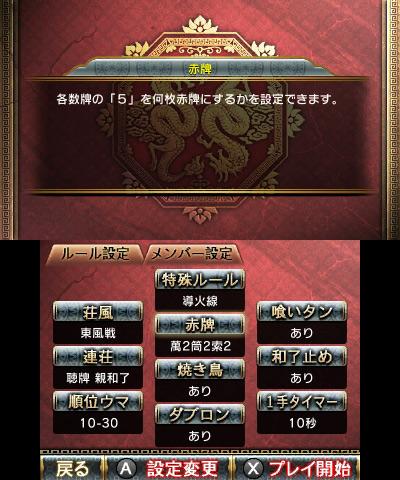 赤牌
各数牌の「5」を何枚赤牌にするかを設定できます。
ルール設定 メンバー設定
特殊ルール
導火線
荘風
東風戦
赤牌
萬2筒2索2
喰いタン
あり
連荘
聴牌 親和了
焼き鳥
あり
和了止め
あり
順位ウマ
10-30
ダブロン
あり
1手タイマー
10秒
戻る A 設定変更 X プレイ開始